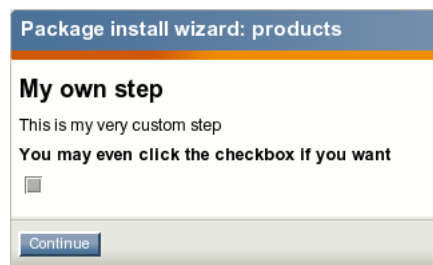 Package install wizard: products
My own step
This is my very custom step
You may even click the checkbox if you want
Continue